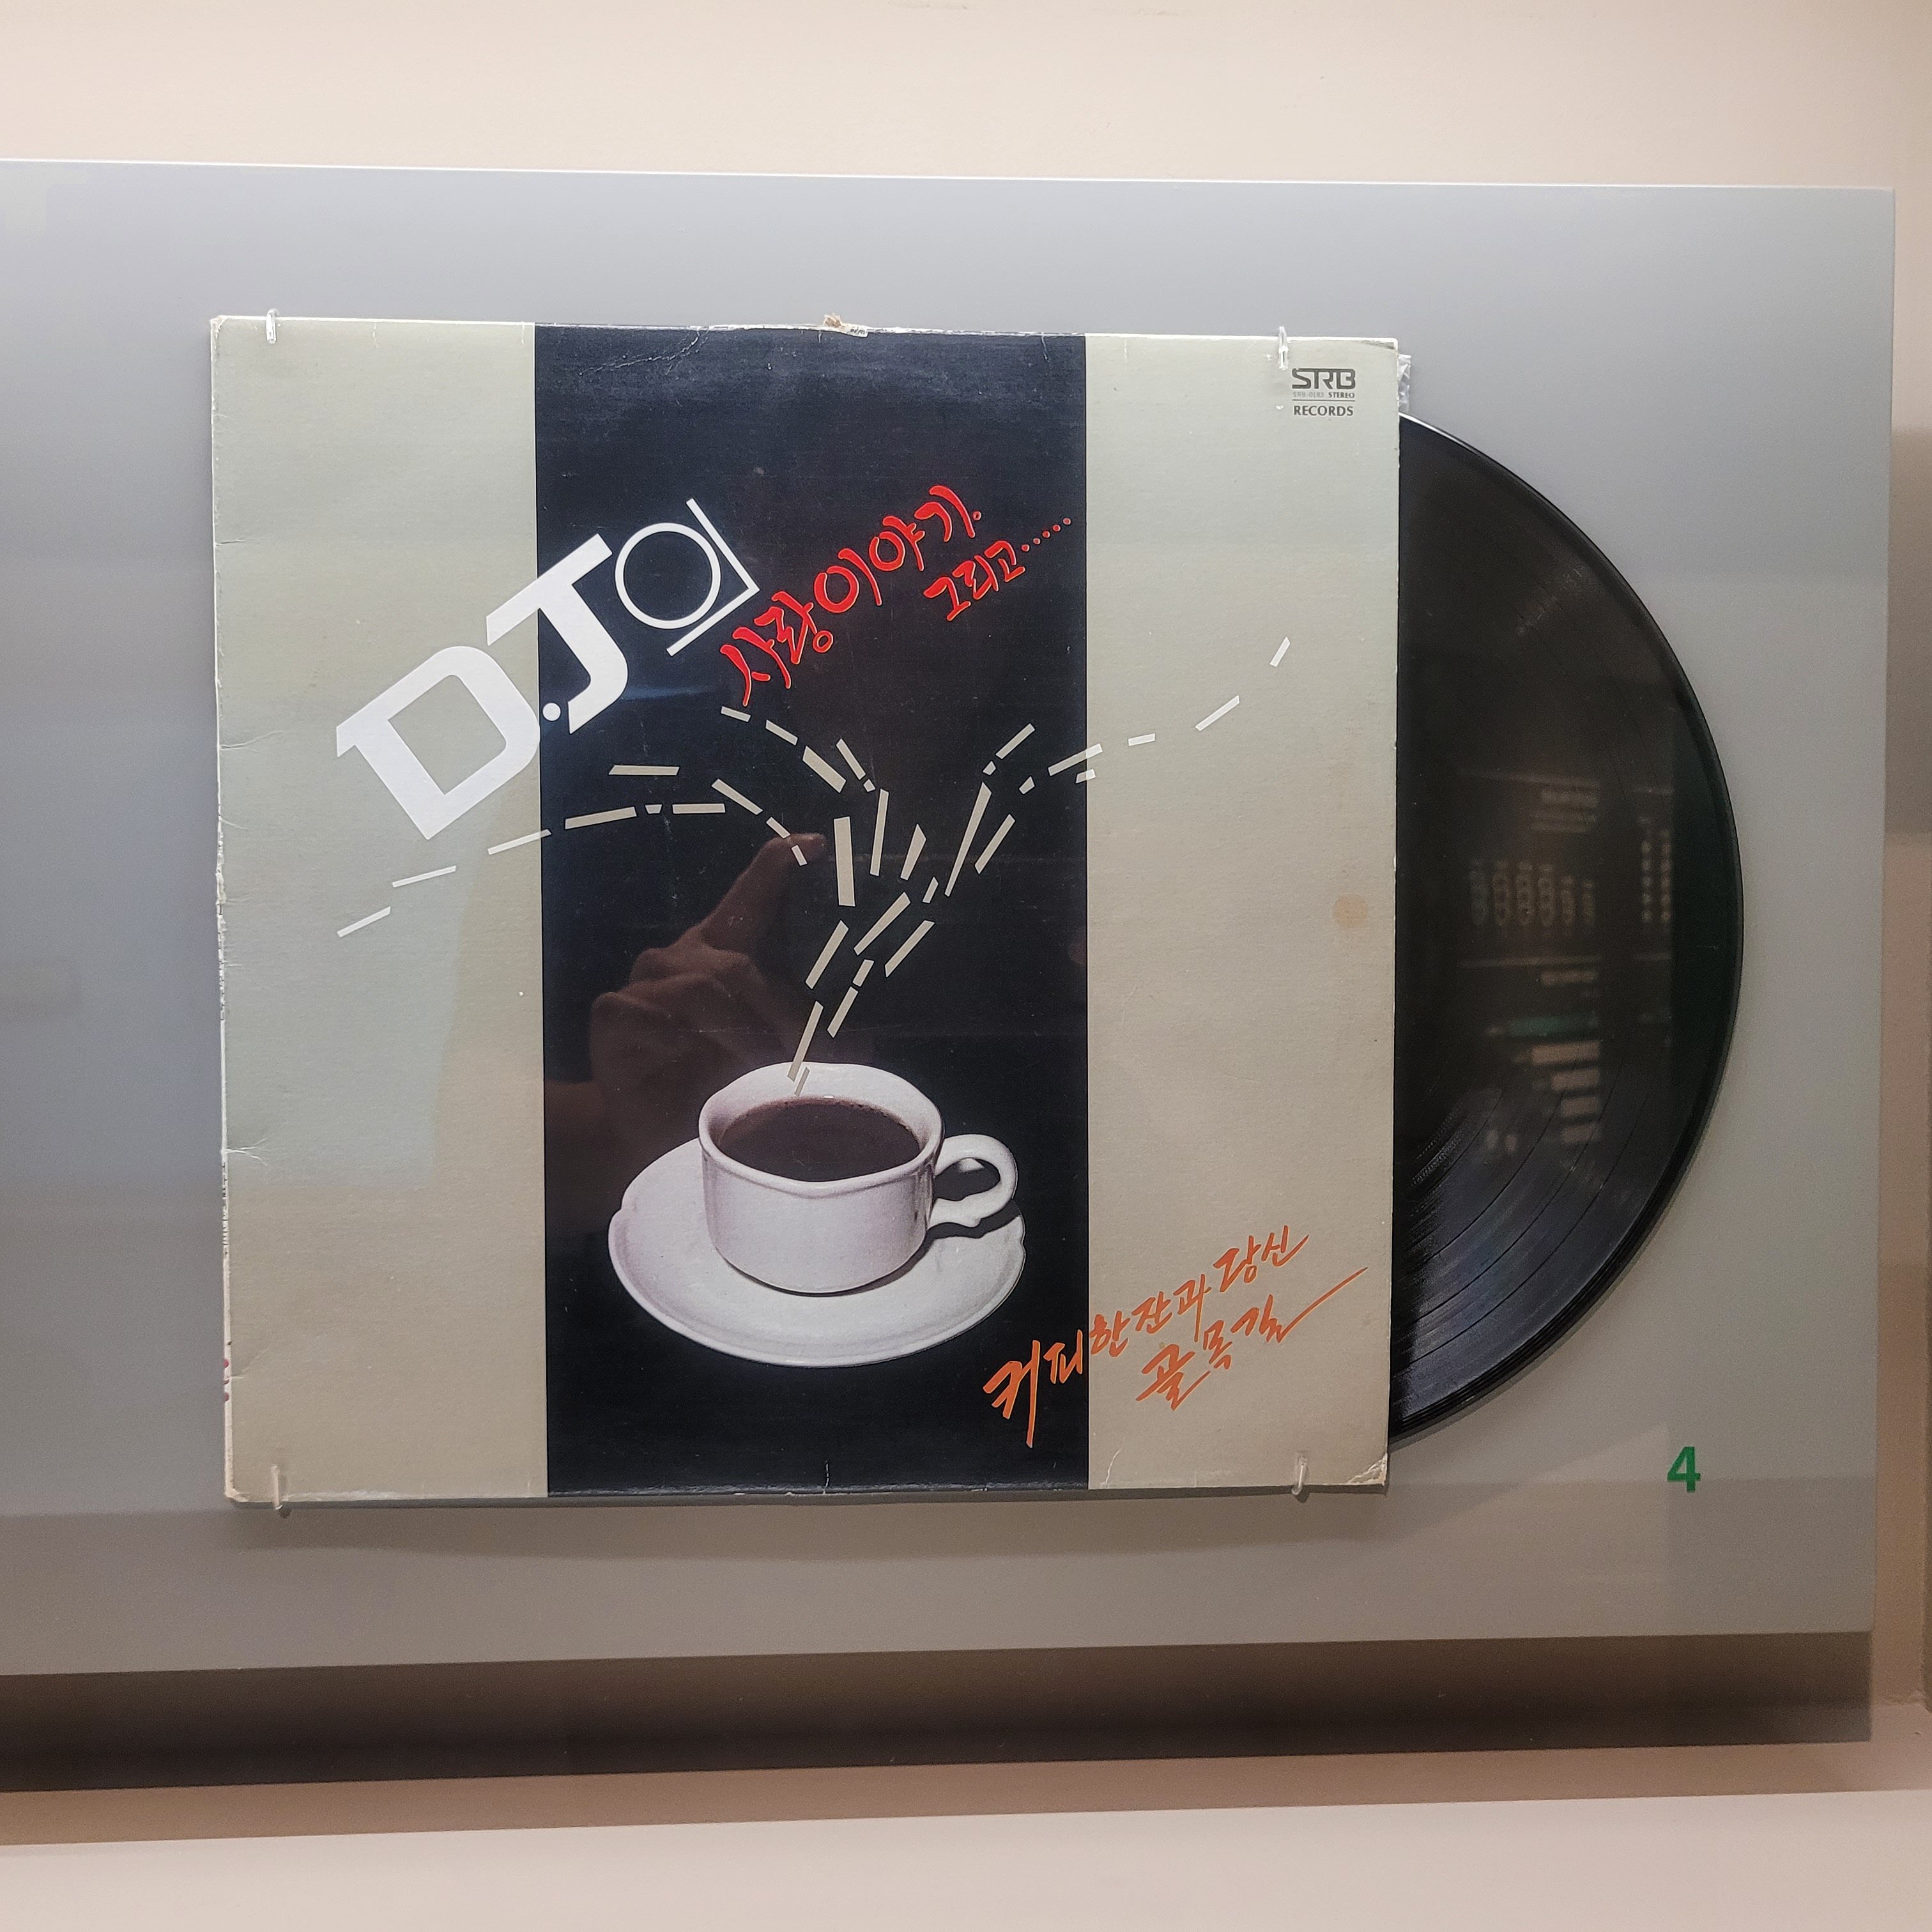 STRB
STEREO
RECORDS
D.J의
사랑이야기.
그리고······
커피한잔과 당신
골목길
4